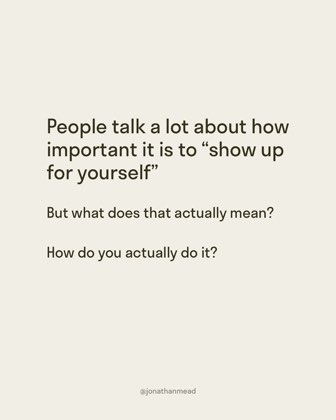 People talk a lot about how
important it is to “show up
for yourself”
But what does that actually mean?
How do you actually do it?
@jonathanmead